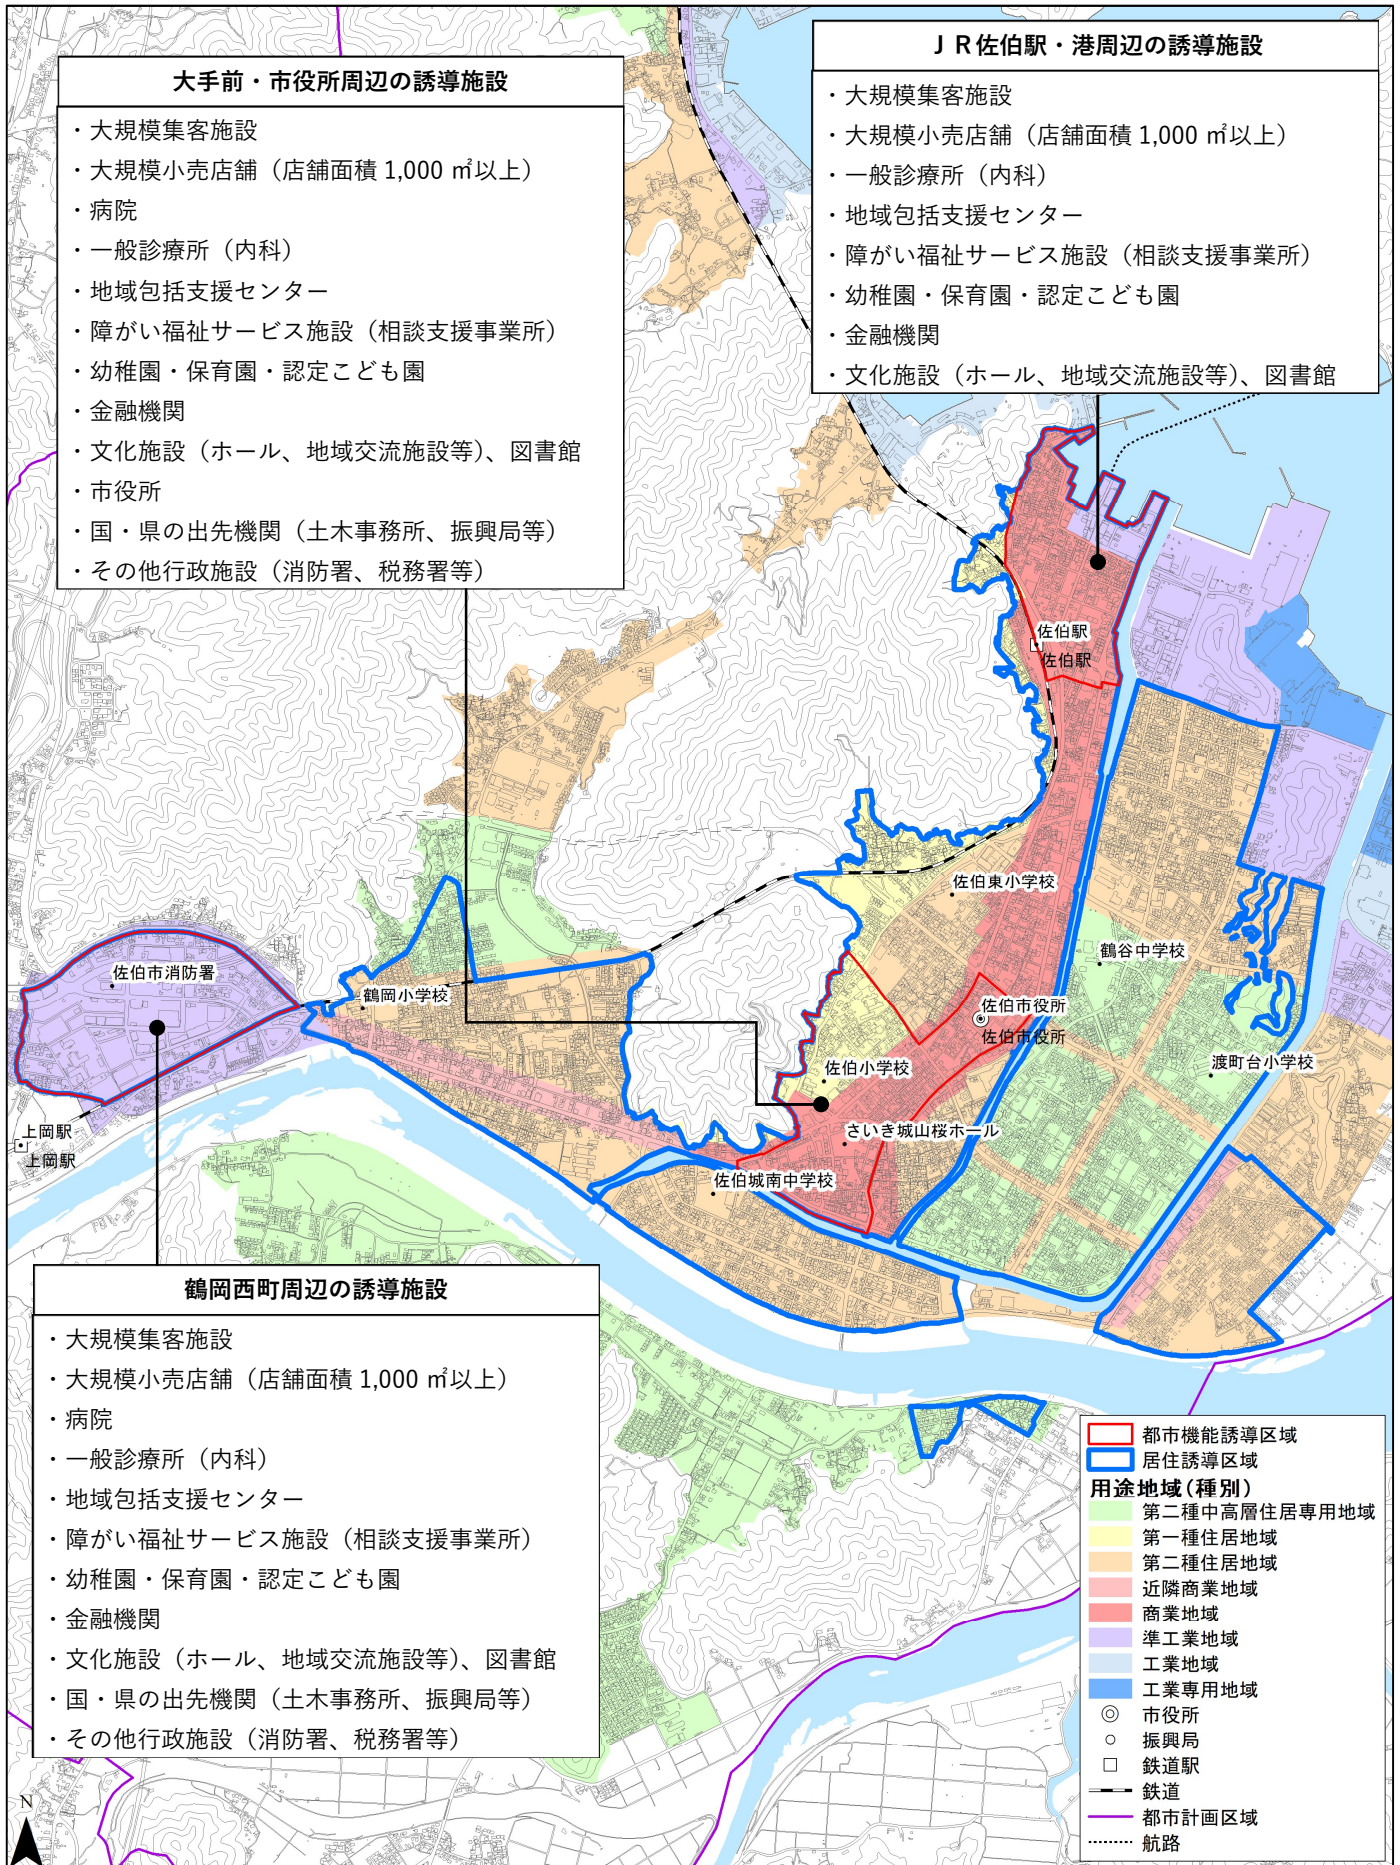 大手前・市役所周辺の誘導施設
・大規模集客施設
・大規模小売店舗（店舗面積 1,000 ㎡以上）
・病院
・一般診療所（内科）
・地域包括支援センター
・障がい福祉サービス施設（相談支援事業所）
・幼稚園・保育園・認定こども園
・金融機関
・文化施設（ホール、地域交流施設等）、図書館
・市役所
・国・県の出先機関（土木事務所、振興局等）
・その他行政施設（消防署、税務署等）
ＪＲ佐伯駅・港周辺の誘導施設
・大規模集客施設
・大規模小売店舗（店舗面積 1,000 ㎡以上）
・一般診療所（内科）
・地域包括支援センター
・障がい福祉サービス施設（相談支援事業所）
・幼稚園・保育園・認定こども園
・金融機関
・文化施設（ホール、地域交流施設等）、図書館
佐伯駅
佐伯駅
佐伯東小学校
鶴谷中学校
佐伯市消防署
鶴岡小学校
佐伯市役所
佐伯市役所
佐伯小学校
渡町台小学校
さいき城山桜ホール
上岡駅
上岡駅
佐伯城南中学校
鶴岡西町周辺の誘導施設
・大規模集客施設
・大規模小売店舗（店舗面積 1,000 ㎡以上）
・病院
・一般診療所（内科）
・地域包括支援センター
・障がい福祉サービス施設（相談支援事業所）
・幼稚園・保育園・認定こども園
・金融機関
・文化施設（ホール、地域交流施設等）、図書館
・国・県の出先機関（土木事務所、振興局等）
・その他行政施設（消防署、税務署等）
都市機能誘導区域
居住誘導区域
用途地域(種別)
第二種中高層住居専用地域
第一種住居地域
第二種住居地域
近隣商業地域
商業地域
準工業地域
工業地域
工業専用地域
市役所
振興局
鉄道駅
鉄道
都市計画区域
航路
N